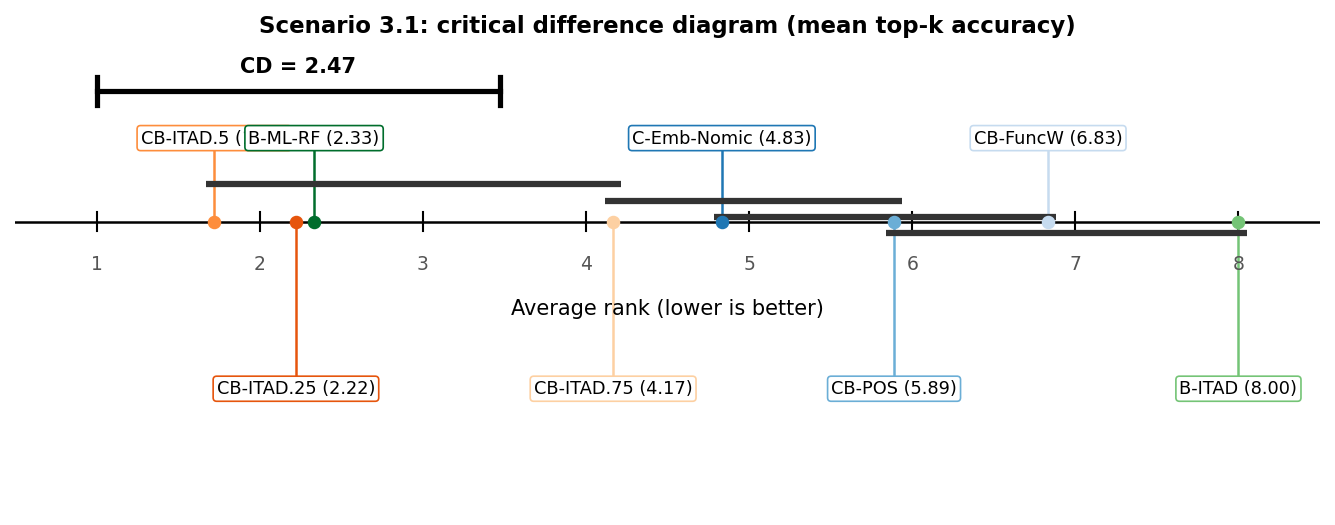 Scenario 3.1: critical difference diagram (mean top-k accuracy)
CD = 2.47
CB-ITAD.5 (
B-ML-RF (2.33)
C-Emb-Nomic (4.83)
CB-FuncW (6.83)
1 2 3 4 5 6 7 8
Average rank (lower is better)
CB-ITAD.25 (2.22)
CB-ITAD.75 (4.17)
CB-POS (5.89)
B-ITAD (8.00)